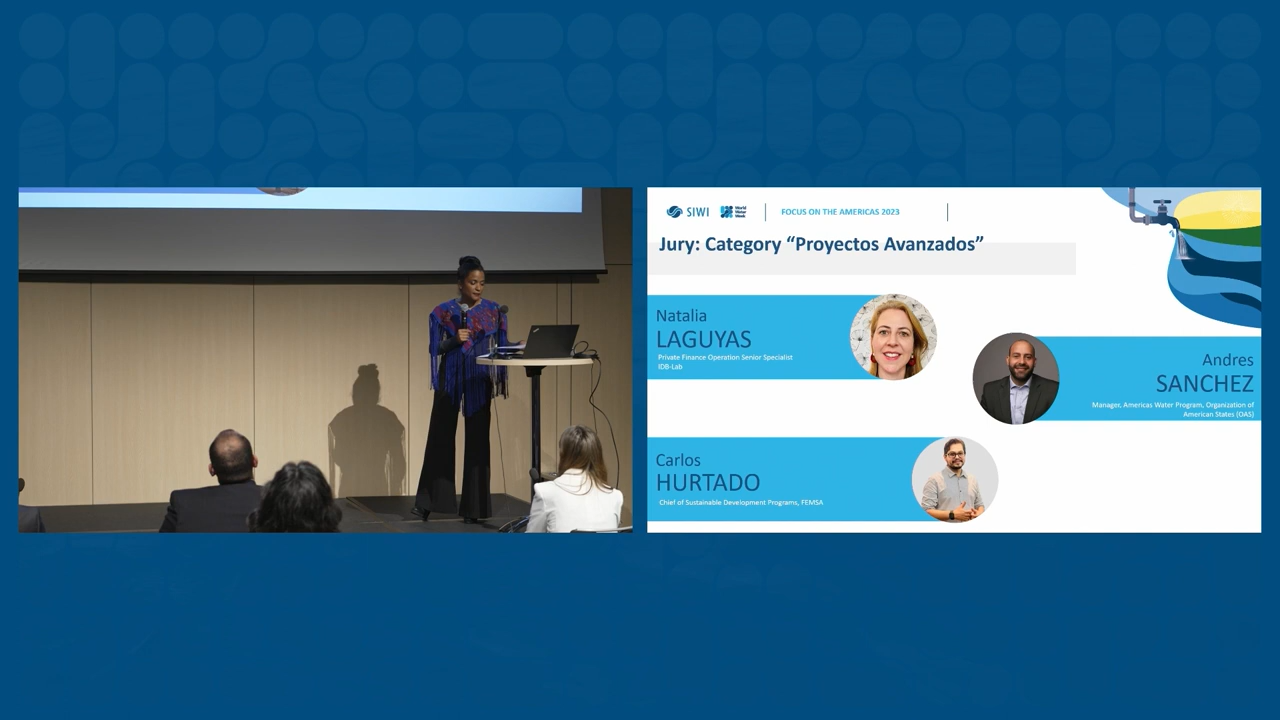 SIWI
World
Water
Week
FOCUS ON THE AMERICAS 2023
Jury: Category “Proyectos Avanzados”
Natalia
LAGUYAS
Private Finance Operation Senior Specialist
IDB-Lab
Andres
SANCHEZ
Manager, Americas Water Program, Organization of
American States (OAS)
Carlos
HURTADO
Chief of Sustainable Development Programs, FEMSA